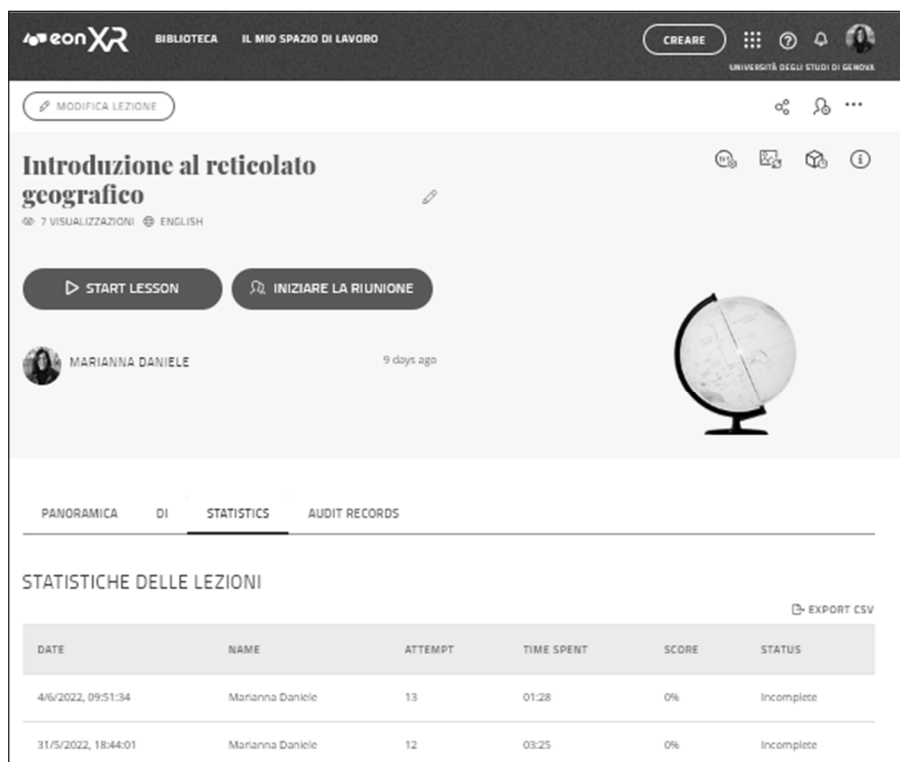 eonXR BIBLIOTECA IL MIO SPAZIO DI LAVORO CREARE
UNIVERSITÀ DEGLI STUDI DI GENOVA
MODIFICA LEZIONE
Introduzione al reticolato
geografico
7 VISUALIZZAZIONI ENGLISH
START LESSON INIZIARE LA RIUNIONE
MARIANNA DANIELE 9 days ago
PANORAMICA DI STATISTICS AUDIT RECORDS
STATISTICHE DELLE LEZIONI
EXPORT CSV
DATE NAME ATTEMPT TIME SPENT SCORE STATUS
4/6/2022, 09:51:34 Marianna Daniele 13 01:28 0% Incomplete
31/5/2022, 18:44:01 Marianna Daniele 12 03:25 0% Incomplete